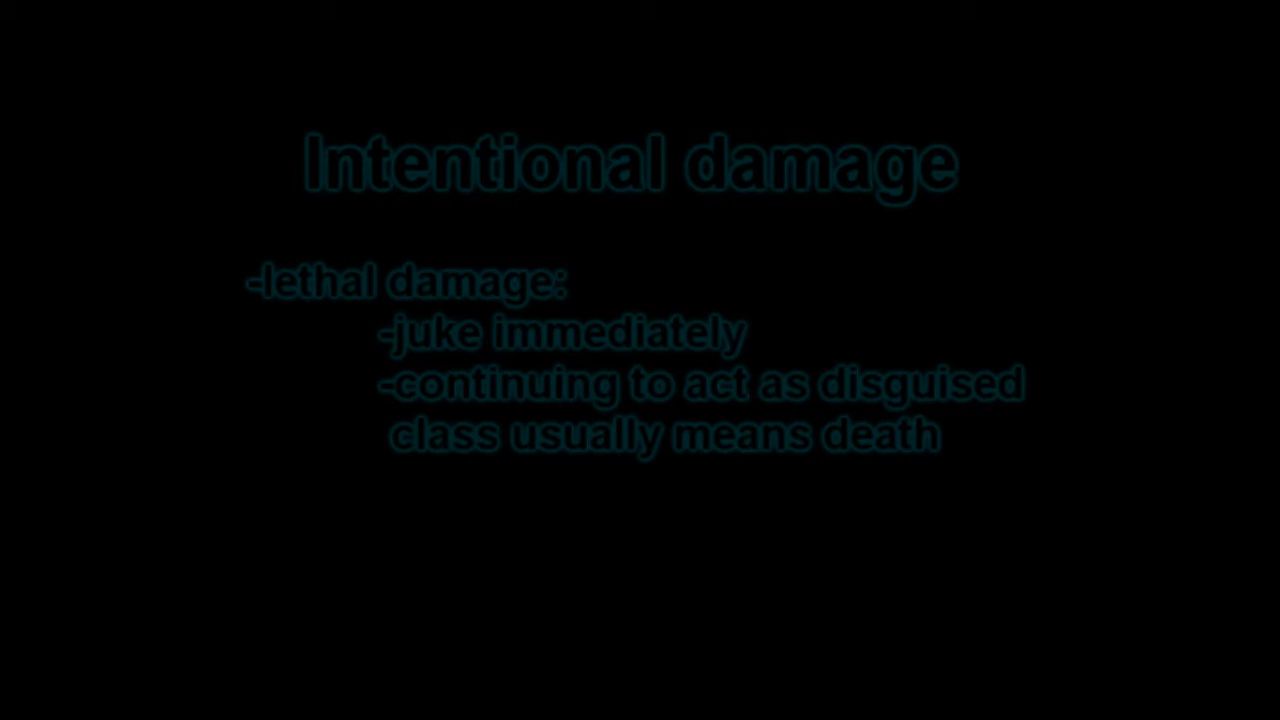 Intentional damage
-lethal damage:
-juke immediately
-continuing to act as disguised
class usually means death